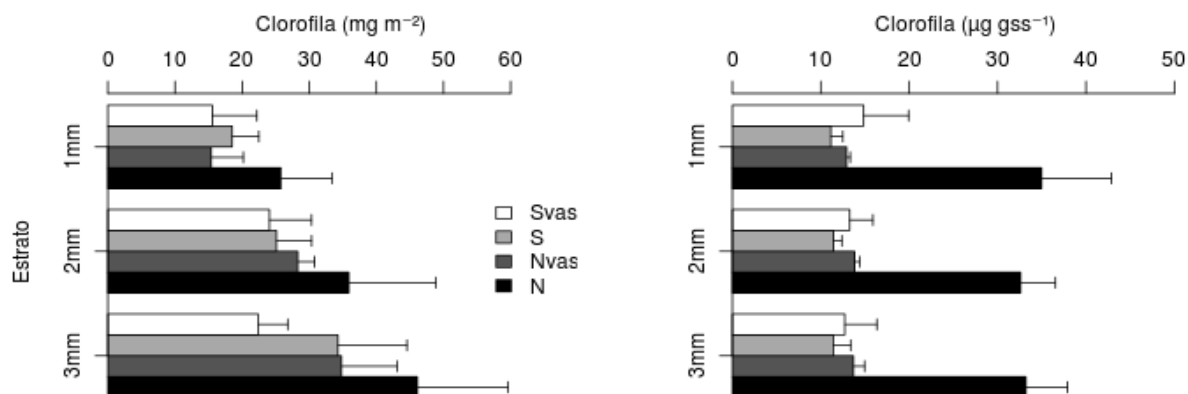 Clorofila (mg m⁻²)
0 10 20 30 40 50 60
1mm
2mm
3mm
Estrato
Svas
S
Nvas
N
Clorofila (µg gss⁻¹)
0 10 20 30 40 50
1mm
2mm
3mm